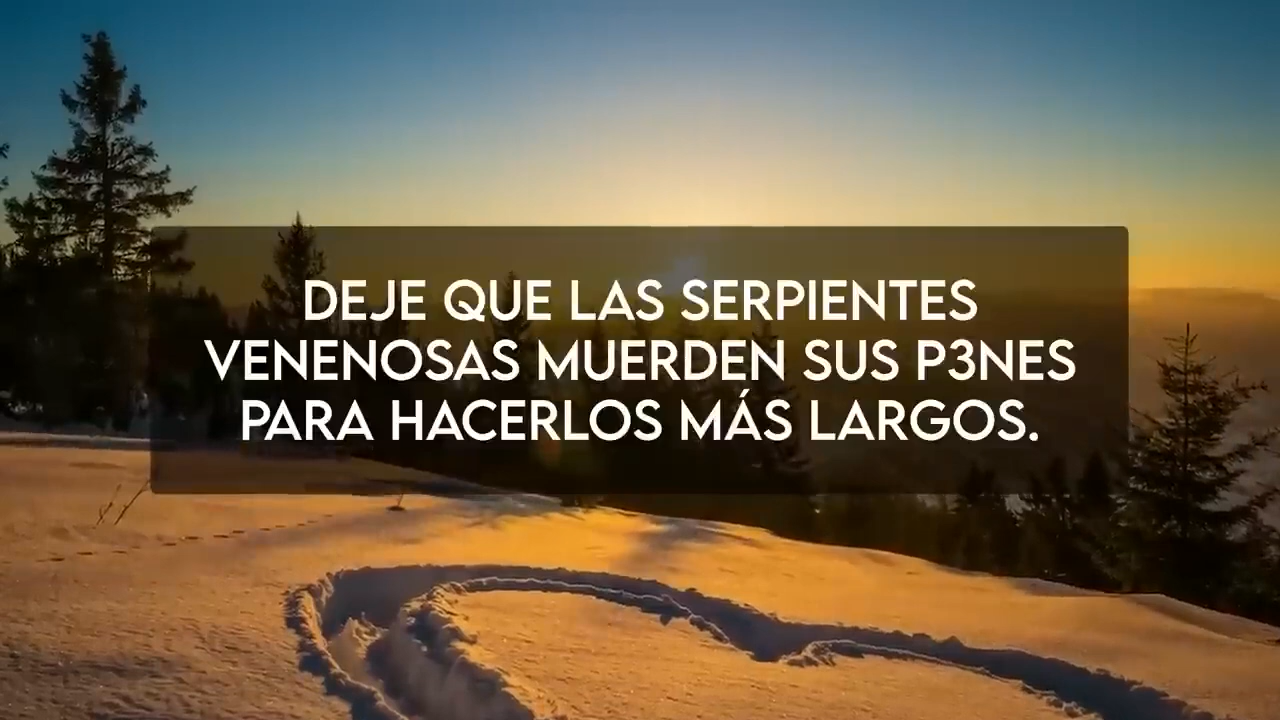 DEJE QUE LAS SERPIENTES
VENENOSAS MUERDEN SUS P3NES
PARA HACERLOS MÁS LARGOS.